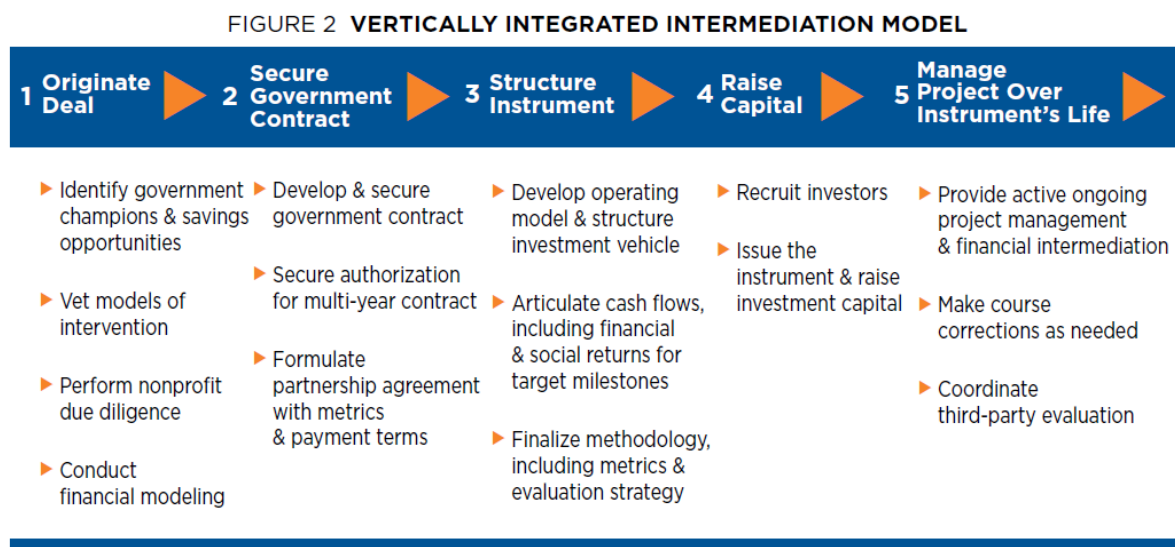 FIGURE 2 VERTICALLY INTEGRATED INTERMEDIATION MODEL
1 Originate
Deal
2 Secure
Government
Contract
3 Structure
Instrument
4 Raise
Capital
5 Manage
Project Over
Instrument's Life
Identify government
champions & savings
opportunities
Vet models of
intervention
Perform nonprofit
due diligence
Conduct
financial modeling
Develop & secure
government contract
Secure authorization
for multi-year contract
Formulate
partnership agreement
with metrics
& payment terms
Develop operating
model & structure
investment vehicle
Articulate cash flows,
including financial
& social returns for
target milestones
Finalize methodology,
including metrics &
evaluation strategy
Recruit investors
Issue the
instrument & raise
investment capital
Provide active ongoing
project management
& financial intermediation
Make course
corrections as needed
Coordinate
third-party evaluation